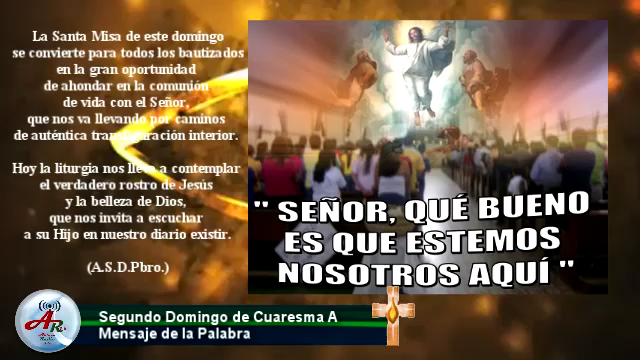 La Santa Misa de este domingo
se convierte para todos los bautizados
en la gran oportunidad
de ahondar en la comunión
de vida con el Señor,
que nos va llevando por caminos
de auténtica transfiguración interior.
Hoy la liturgia nos lleva a contemplar
el verdadero rostro de Jesús
y la belleza de Dios,
que nos invita a escuchar
a su Hijo en nuestro diario existir.
(A.S.D.Pbro.)
" SEÑOR, QUÉ BUENO
ES QUE ESTEMOS
NOSOTROS AQUÍ "
AR
Segundo Domingo de Cuaresma A
Mensaje de la Palabra